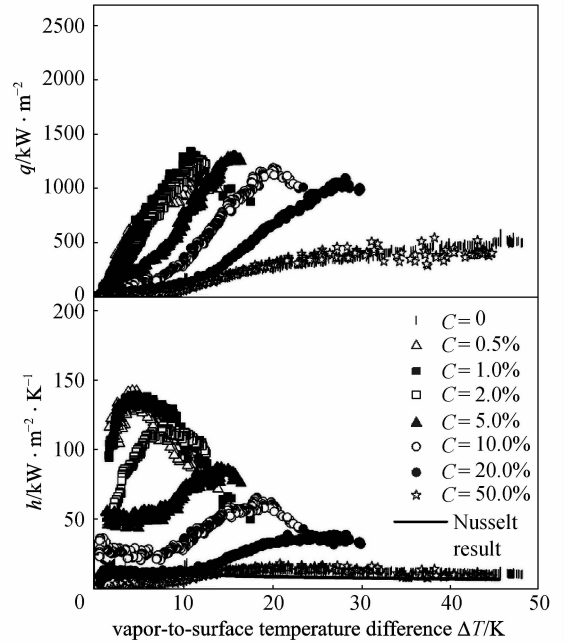 2500
2000
1500
1000
500
0
q/kW · m⁻²
200
150
100
50
0
h/kW · m⁻² · K⁻¹
C = 0
C = 0.5%
C = 1.0%
C = 2.0%
C = 5.0%
C = 10.0%
C = 20.0%
C = 50.0%
Nusselt
result
10 20 30 40 50
vapor-to-surface temperature difference ΔT/K